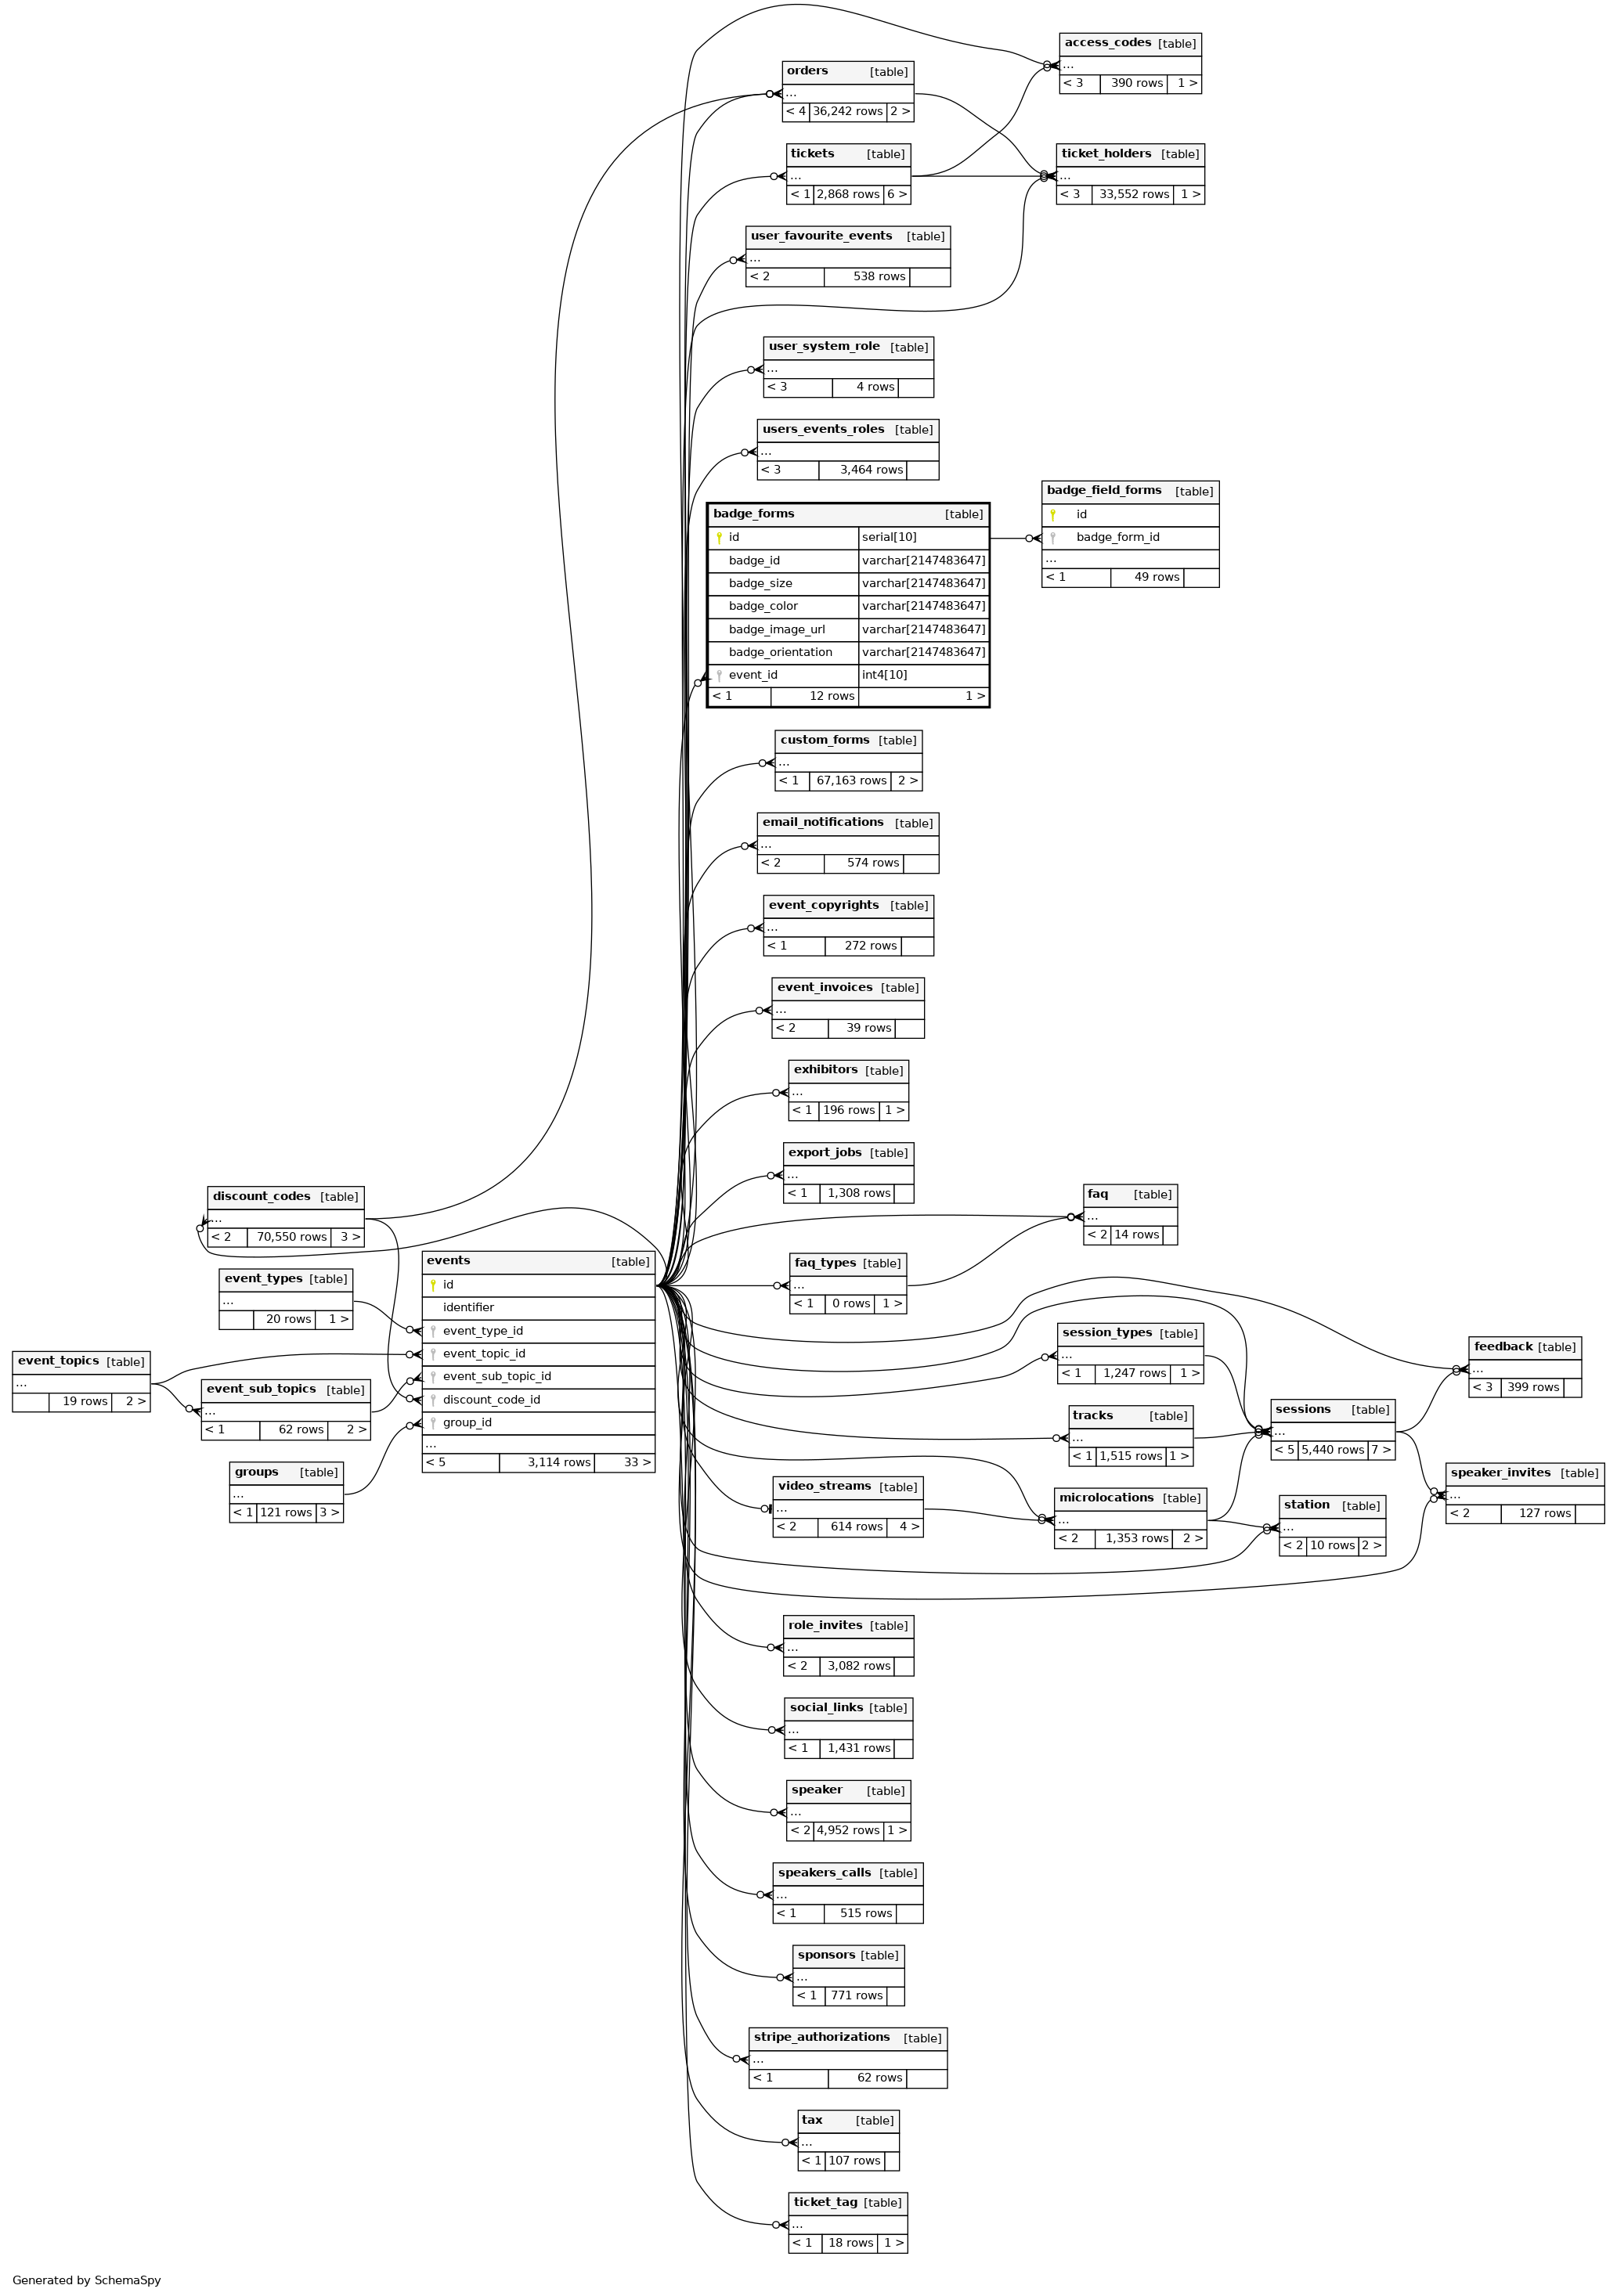 access_codes [table]
...
< 3 390 rows 1 >
orders [table]
...
< 4 36,242 rows 2 >
tickets [table]
...
< 1 2,868 rows 6 >
ticket_holders [table]
...
< 3 33,552 rows 1 >
user_favourite_events [table]
...
< 2 538 rows
user_system_role [table]
...
< 3 4 rows
users_events_roles [table]
...
< 3 3,464 rows
badge_forms [table]
id serial[10]
badge_id varchar[2147483647]
badge_size varchar[2147483647]
badge_color varchar[2147483647]
badge_image_url varchar[2147483647]
badge_orientation varchar[2147483647]
event_id int4[10]
< 1 12 rows 1 >
badge_field_forms [table]
id
badge_form_id
...
< 1 49 rows
custom_forms [table]
...
< 1 67,163 rows 2 >
email_notifications [table]
...
< 2 574 rows
event_copyrights [table]
...
< 1 272 rows
event_invoices [table]
...
< 2 39 rows
exhibitors [table]
...
< 1 196 rows 1 >
export_jobs [table]
...
< 1 1,308 rows
discount_codes [table]
...
< 2 70,550 rows 3 >
faq [table]
...
< 2 14 rows
event_types [table]
...
20 rows 1 >
events [table]
id
identifier
event_type_id
event_topic_id
event_sub_topic_id
discount_code_id
group_id
...
< 5 3,114 rows 33 >
faq_types [table]
...
< 1 0 rows 1 >
event_topics [table]
...
19 rows 2 >
event_sub_topics [table]
...
< 1 62 rows 2 >
groups [table]
...
< 1 121 rows 3 >
session_types [table]
...
< 1 1,247 rows 1 >
feedback [table]
...
< 3 399 rows
tracks [table]
...
< 1 1,515 rows 1 >
sessions [table]
...
< 5 5,440 rows 7 >
speaker_invites [table]
...
< 2 127 rows
video_streams [table]
...
< 2 614 rows 4 >
microlocations [table]
...
< 2 1,353 rows 2 >
station [table]
...
< 2 10 rows 2 >
role_invites [table]
...
< 2 3,082 rows
social_links [table]
...
< 1 1,431 rows
speaker [table]
...
< 2 4,952 rows 1 >
speakers_calls [table]
...
< 1 515 rows
sponsors [table]
...
< 1 771 rows
stripe_authorizations [table]
...
< 1 62 rows
tax [table]
...
< 1 107 rows
ticket_tag [table]
...
< 1 18 rows 1 >
Generated by SchemaSpy